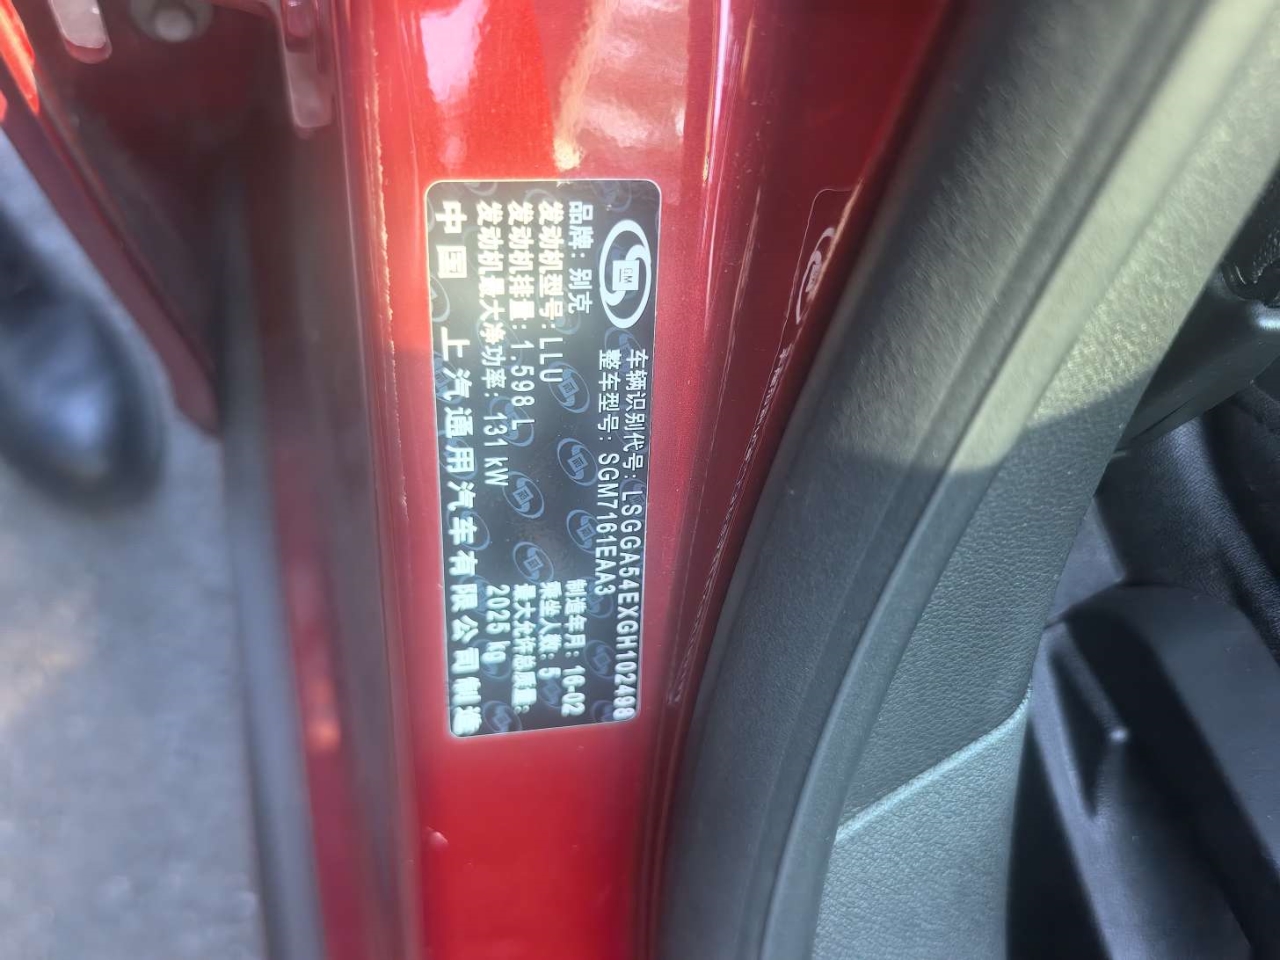 GM
车辆识别代号: LSGGA54EXGH102498
整车型号: SGM7161EAA3
品牌: 别克
制造年月: 16-02
发动机型号: LLU
乘坐人数: 5
发动机排量: 1.598 L
最大允许总质量:
发动机最大净功率: 131 kW
2025 kg
中国 上汽通用汽车有限公司制造